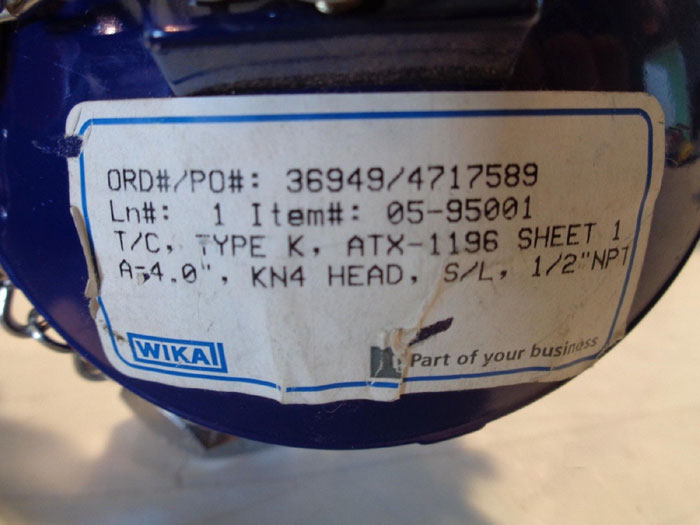 ORD#/PO#: 36949/4717589
Ln#: 1 Item#: 05-95001
T/C, TYPE K, ATX-1196 SHEET 1
A=4.0", KN4 HEAD, S/L, 1/2"NPT
WIKA
Part of your business